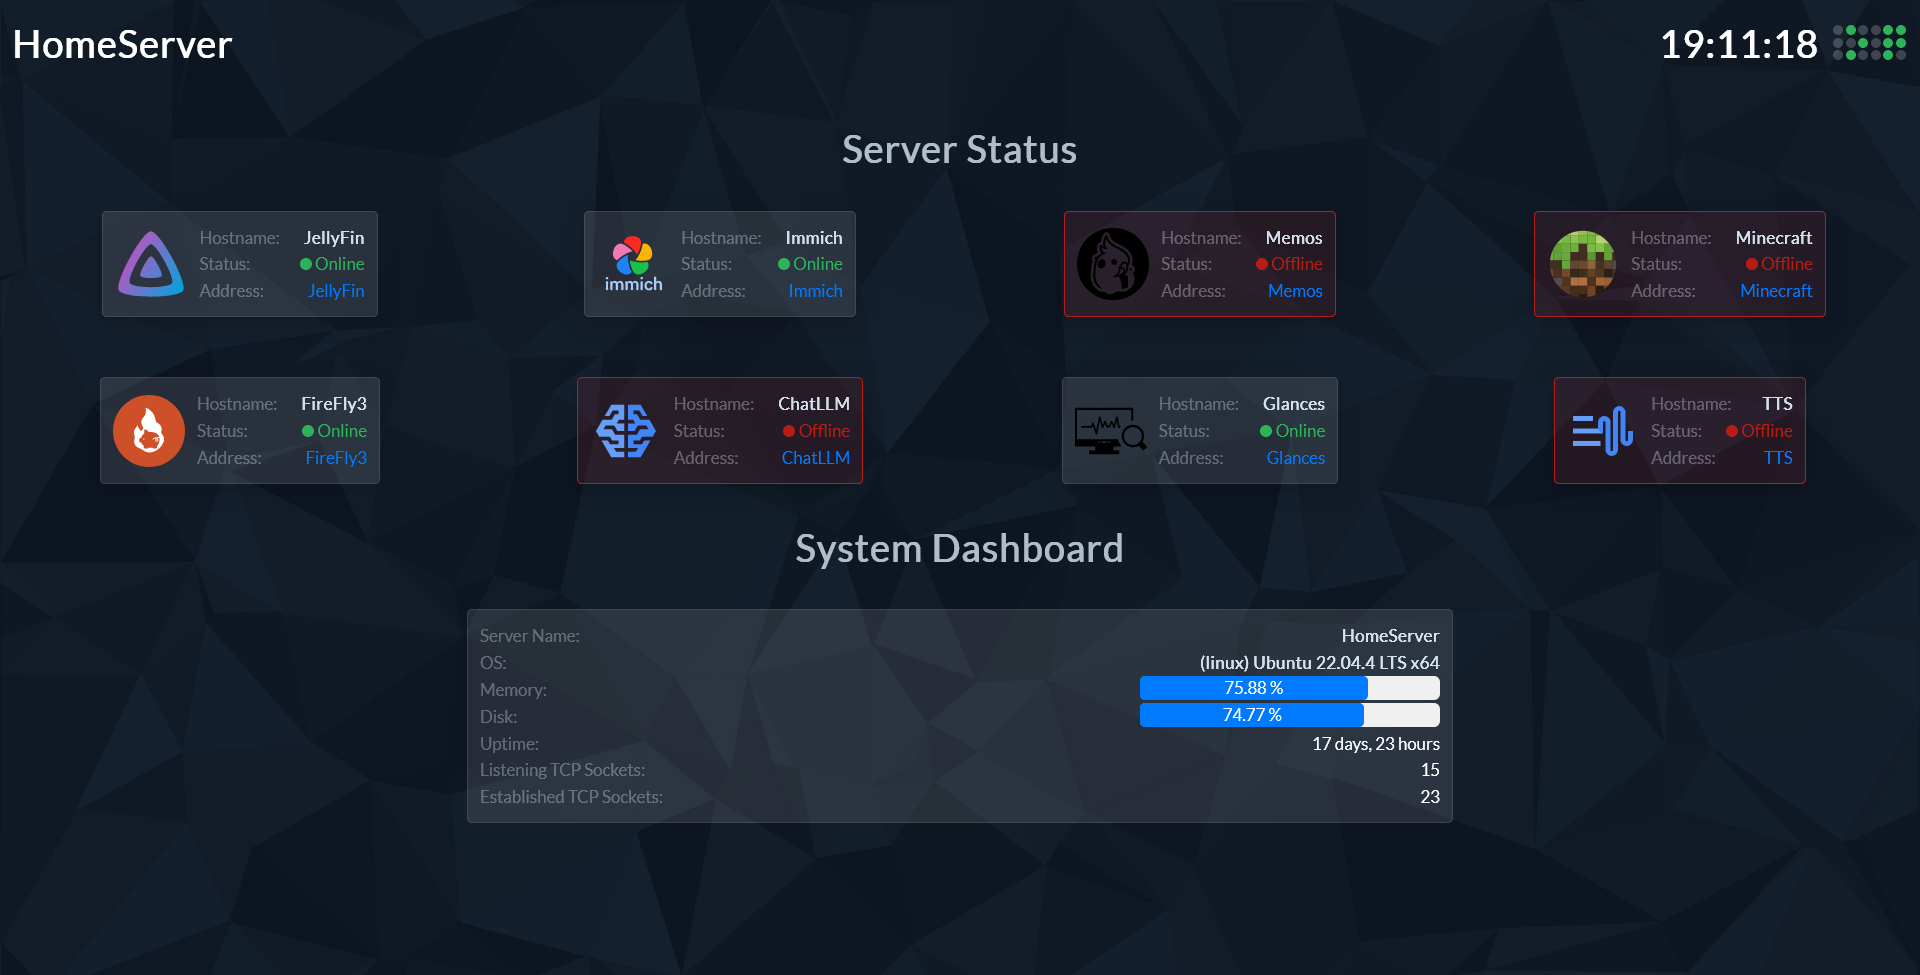 HomeServer
19:11:18
Server Status
Hostname: JellyFin
Status: Online
Address: JellyFin
immich
Hostname: Immich
Status: Online
Address: Immich
Hostname: Memos
Status: Offline
Address: Memos
Hostname: Minecraft
Status: Offline
Address: Minecraft
Hostname: FireFly3
Status: Online
Address: FireFly3
Hostname: ChatLLM
Status: Offline
Address: ChatLLM
Hostname: Glances
Status: Online
Address: Glances
Hostname: TTS
Status: Offline
Address: TTS
System Dashboard
Server Name: HomeServer
OS: (linux) Ubuntu 22.04.4 LTS x64
Memory: 75.88 %
Disk: 74.77 %
Uptime: 17 days, 23 hours
Listening TCP Sockets: 15
Established TCP Sockets: 23